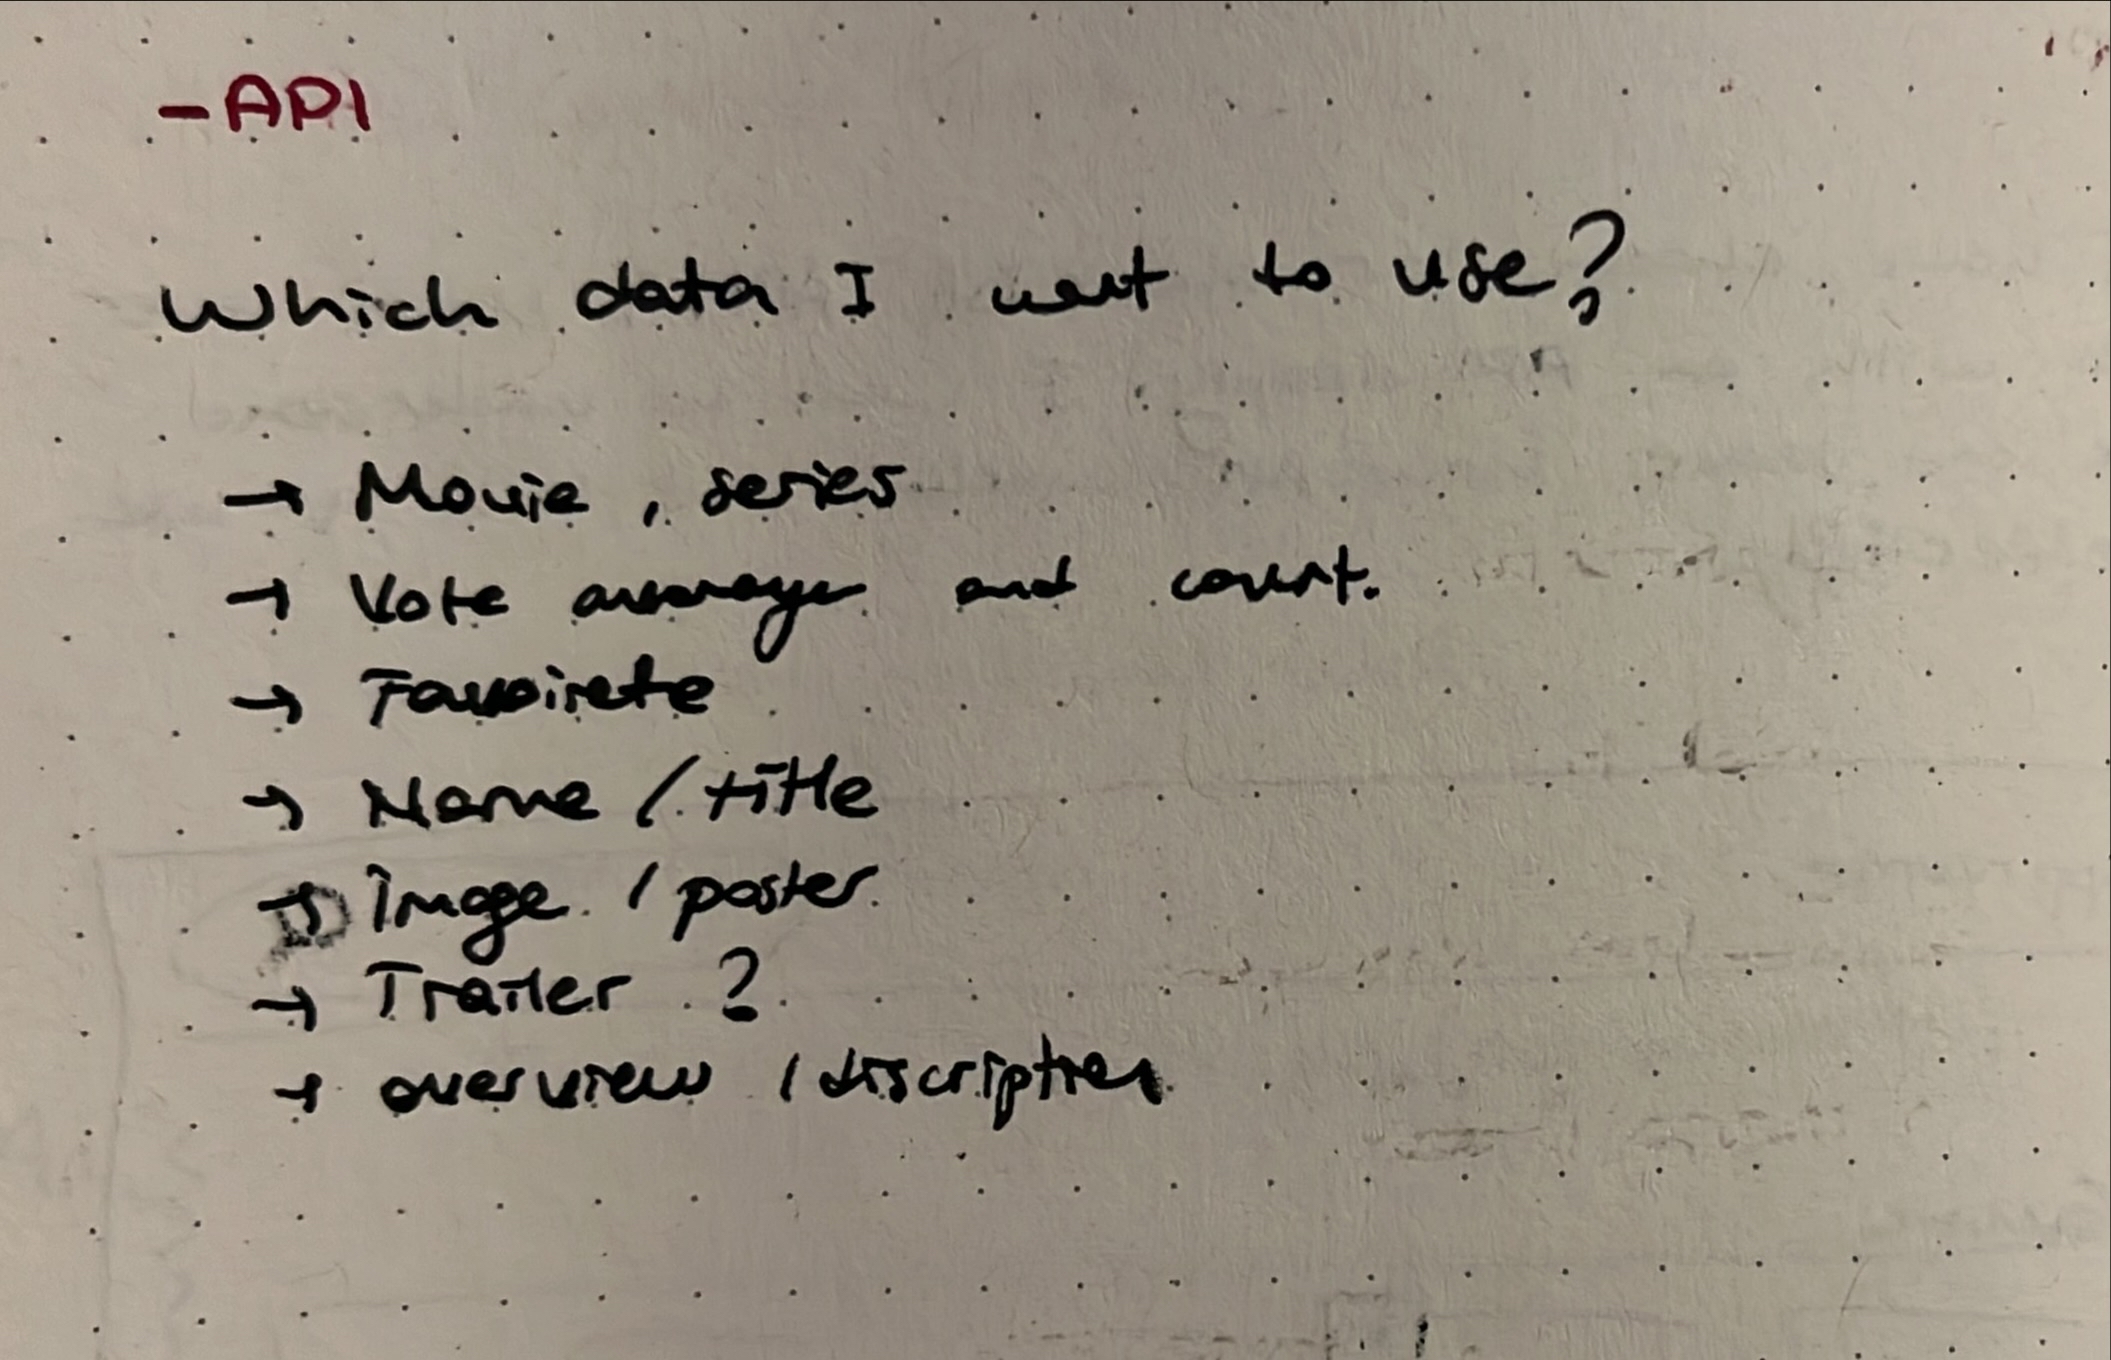 - API
Which data I want to use?
→ Movie, series
→ Vote average and count.
→ Favoirete
→ Name / title
→ Image / poster
→ Trailer ?
→ overview / discription